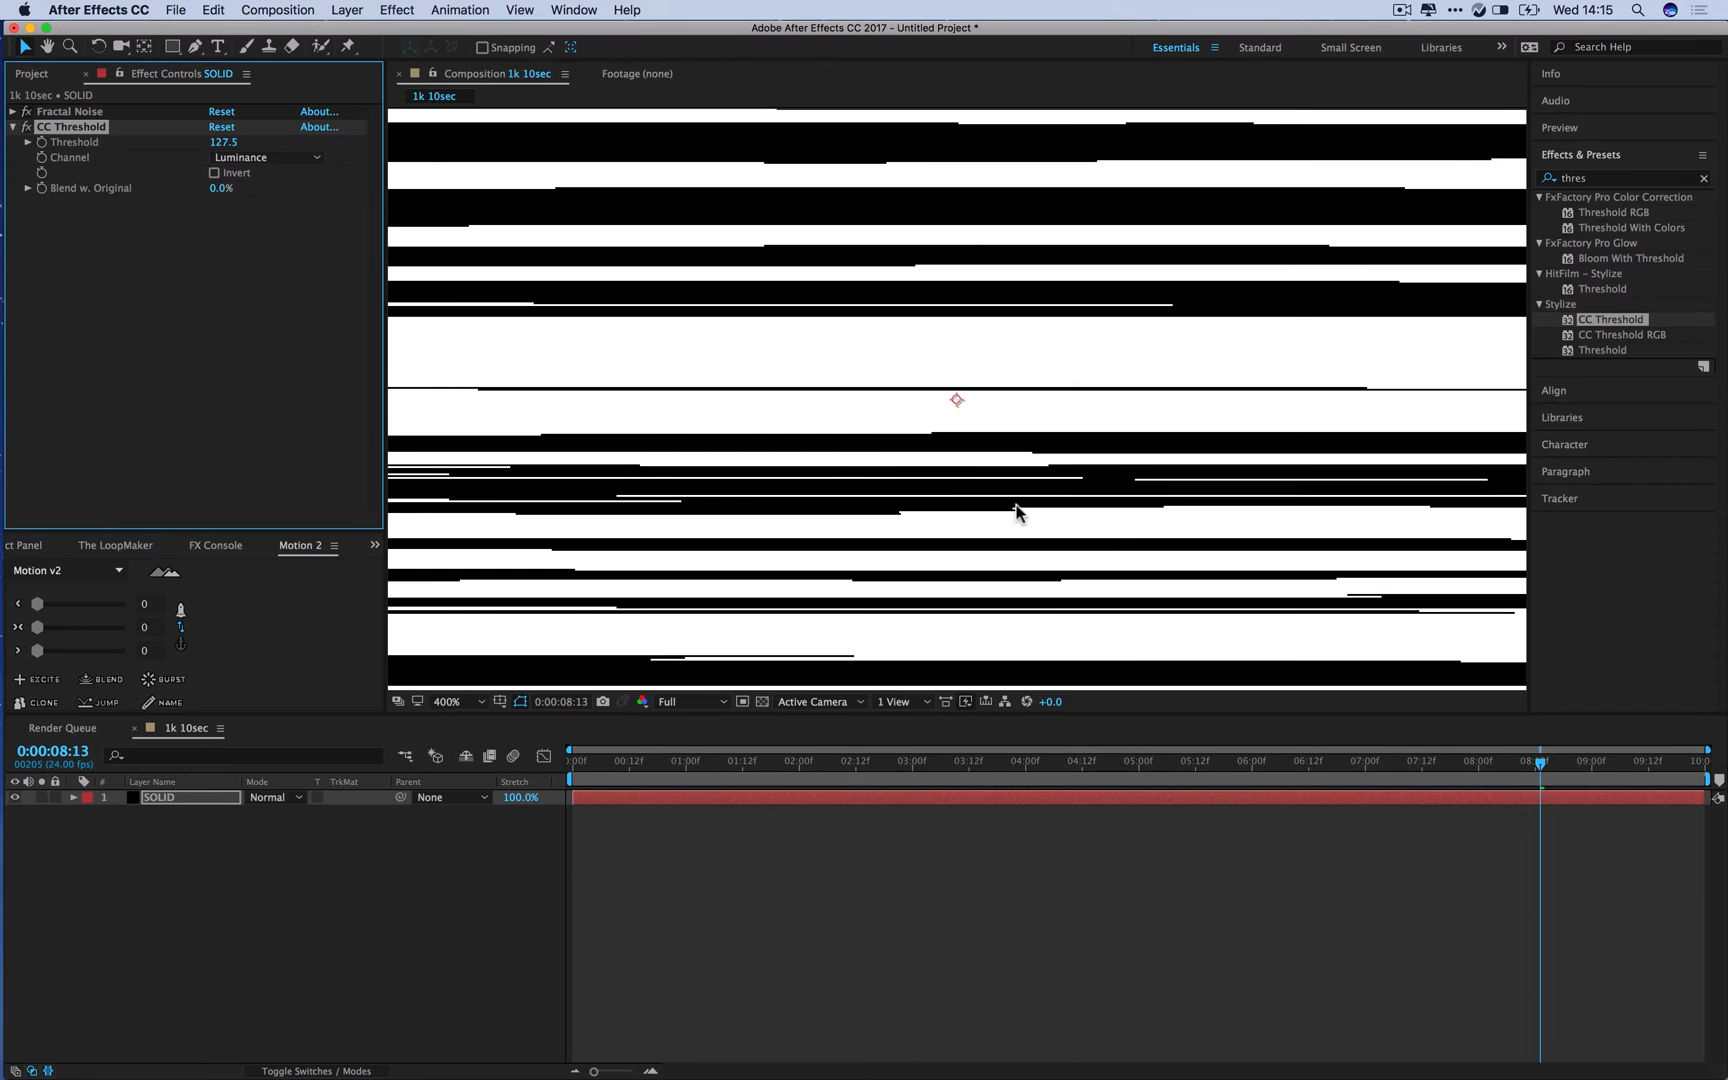 After Effects CC File Edit Composition Layer Effect Animation View Window Help Wed 14:15
Adobe After Effects CC 2017 - Untitled Project *
Snapping Essentials Standard Small Screen Libraries Search Help
Project Effect Controls SOLID Composition 1k 10sec Footage (none) Info
1k 10sec • SOLID 1k 10sec
Audio
fx Fractal Noise Reset About...
fx CC Threshold Reset About...
Preview
Threshold 127.5
Channel Luminance
Effects & Presets
Invert
thres
Blend w. Original 0.0%
FxFactory Pro Color Correction
Threshold RGB
Threshold With Colors
FxFactory Pro Glow
Bloom With Threshold
HitFilm - Stylize
Threshold
Stylize
CC Threshold
CC Threshold RGB
Threshold
Align
Libraries
Character
Paragraph
Tracker
ct Panel The LoopMaker FX Console Motion 2
Motion v2
0
0
0
EXCITE BLEND BURST
CLONE JUMP NAME
400% 0:00:08:13 Full Active Camera 1 View +0.0
Render Queue 1k 10sec
0:00:08:13
00205 (24.00 fps)
:00f 00:12f 01:00f 01:12f 02:00f 02:12f 03:00f 03:12f 04:00f 04:12f 05:00f 05:12f 06:00f 06:12f 07:00f 07:12f 08:00f 09:00f 09:12f 10:0
# Layer Name Mode T TrkMat Parent Stretch
1 SOLID Normal None 100.0%
Toggle Switches / Modes